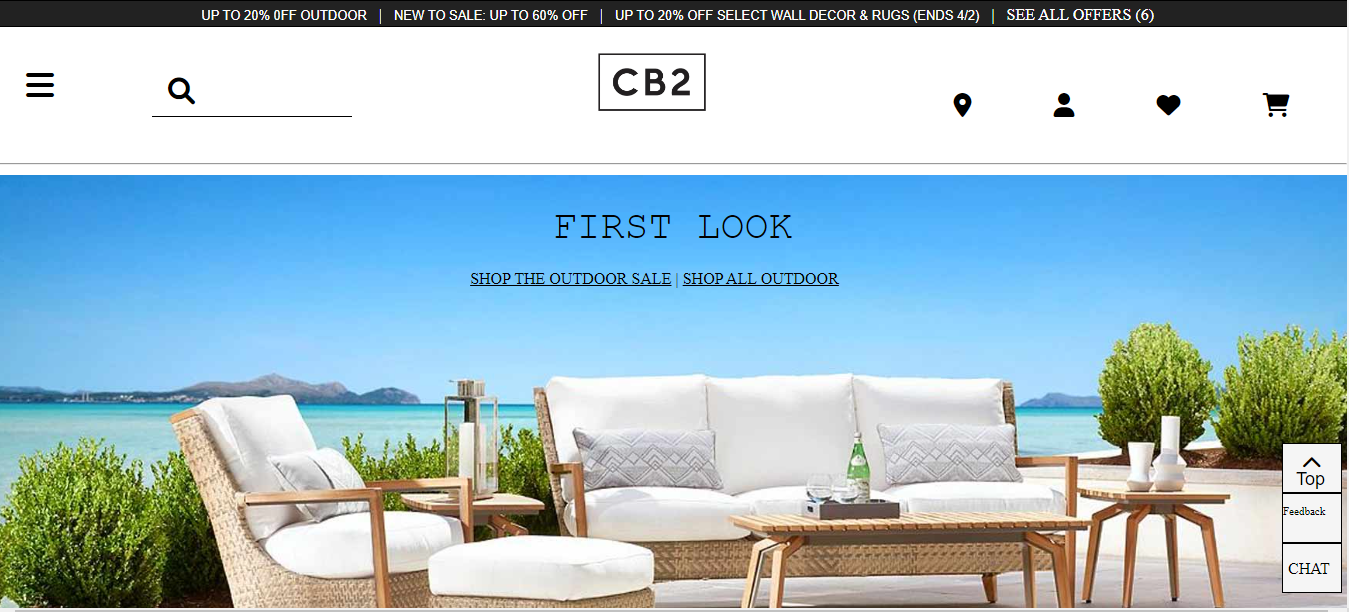 UP TO 20% 0FF OUTDOOR | NEW TO SALE: UP TO 60% OFF | UP TO 20% OFF SELECT WALL DECOR & RUGS (ENDS 4/2) | SEE ALL OFFERS (6)
CB2
FIRST LOOK
SHOP THE OUTDOOR SALE | SHOP ALL OUTDOOR
Top
Feedback
CHAT